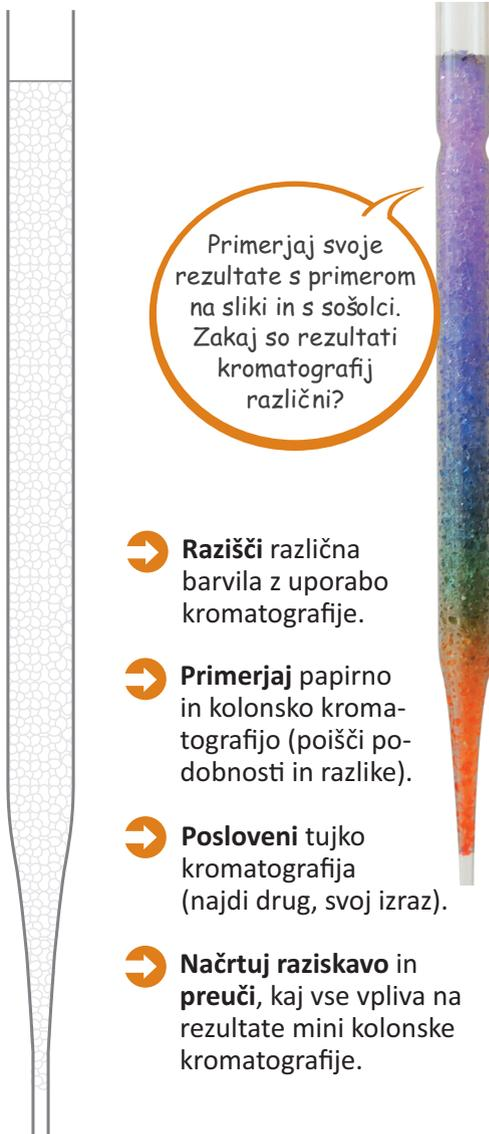 Primerjaj svoje
rezultate s primerom
na sliki in s sošolci.
Zakaj so rezultati
kromatografij
različni?
Razišči različna
barvila z uporabo
kromatografije.
Primerjaj papirno
in kolonsko kroma-
tografijo (poišči po-
dobnosti in razlike).
Posloveni tujko
kromatografija
(najdi drug, svoj izraz).
Načrtuj raziskavo in
preuči, kaj vse vpliva na
rezultate mini kolonske
kromatografije.